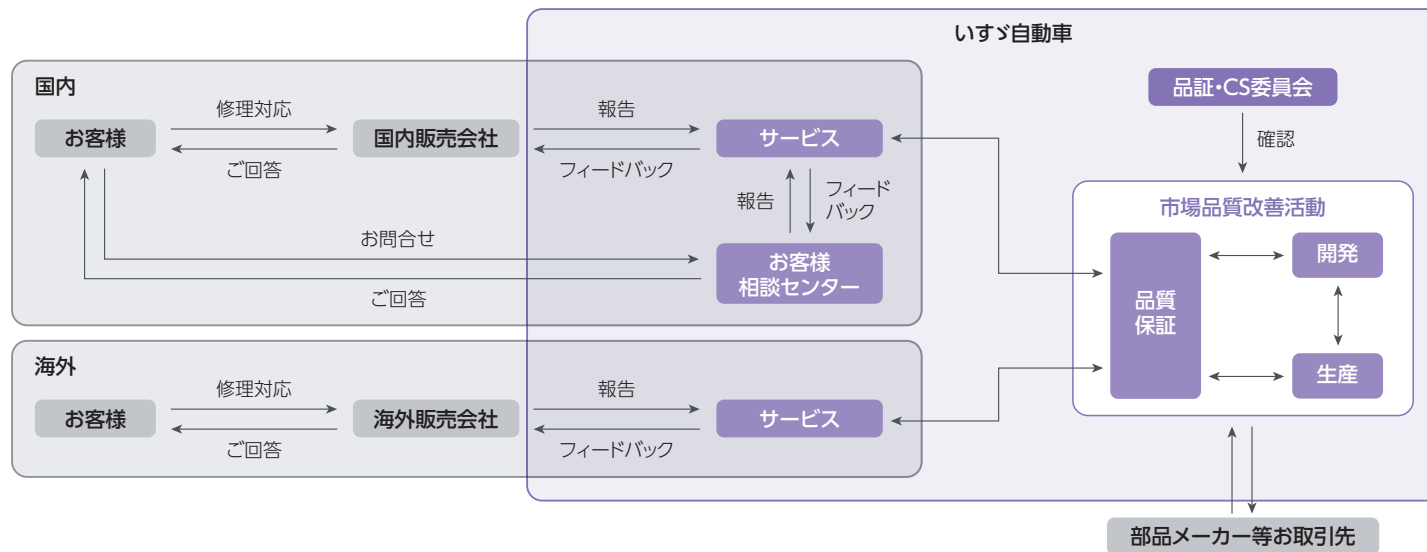 いすゞ自動車
国内
お客様
修理対応
ご回答
国内販売会社
報告
フィードバック
サービス
報告
フィード
バック
お問合せ
ご回答
お客様
相談センター
海外
お客様
修理対応
ご回答
海外販売会社
報告
フィードバック
サービス
品証・CS委員会
確認
市場品質改善活動
品質
保証
開発
生産
部品メーカー等お取引先